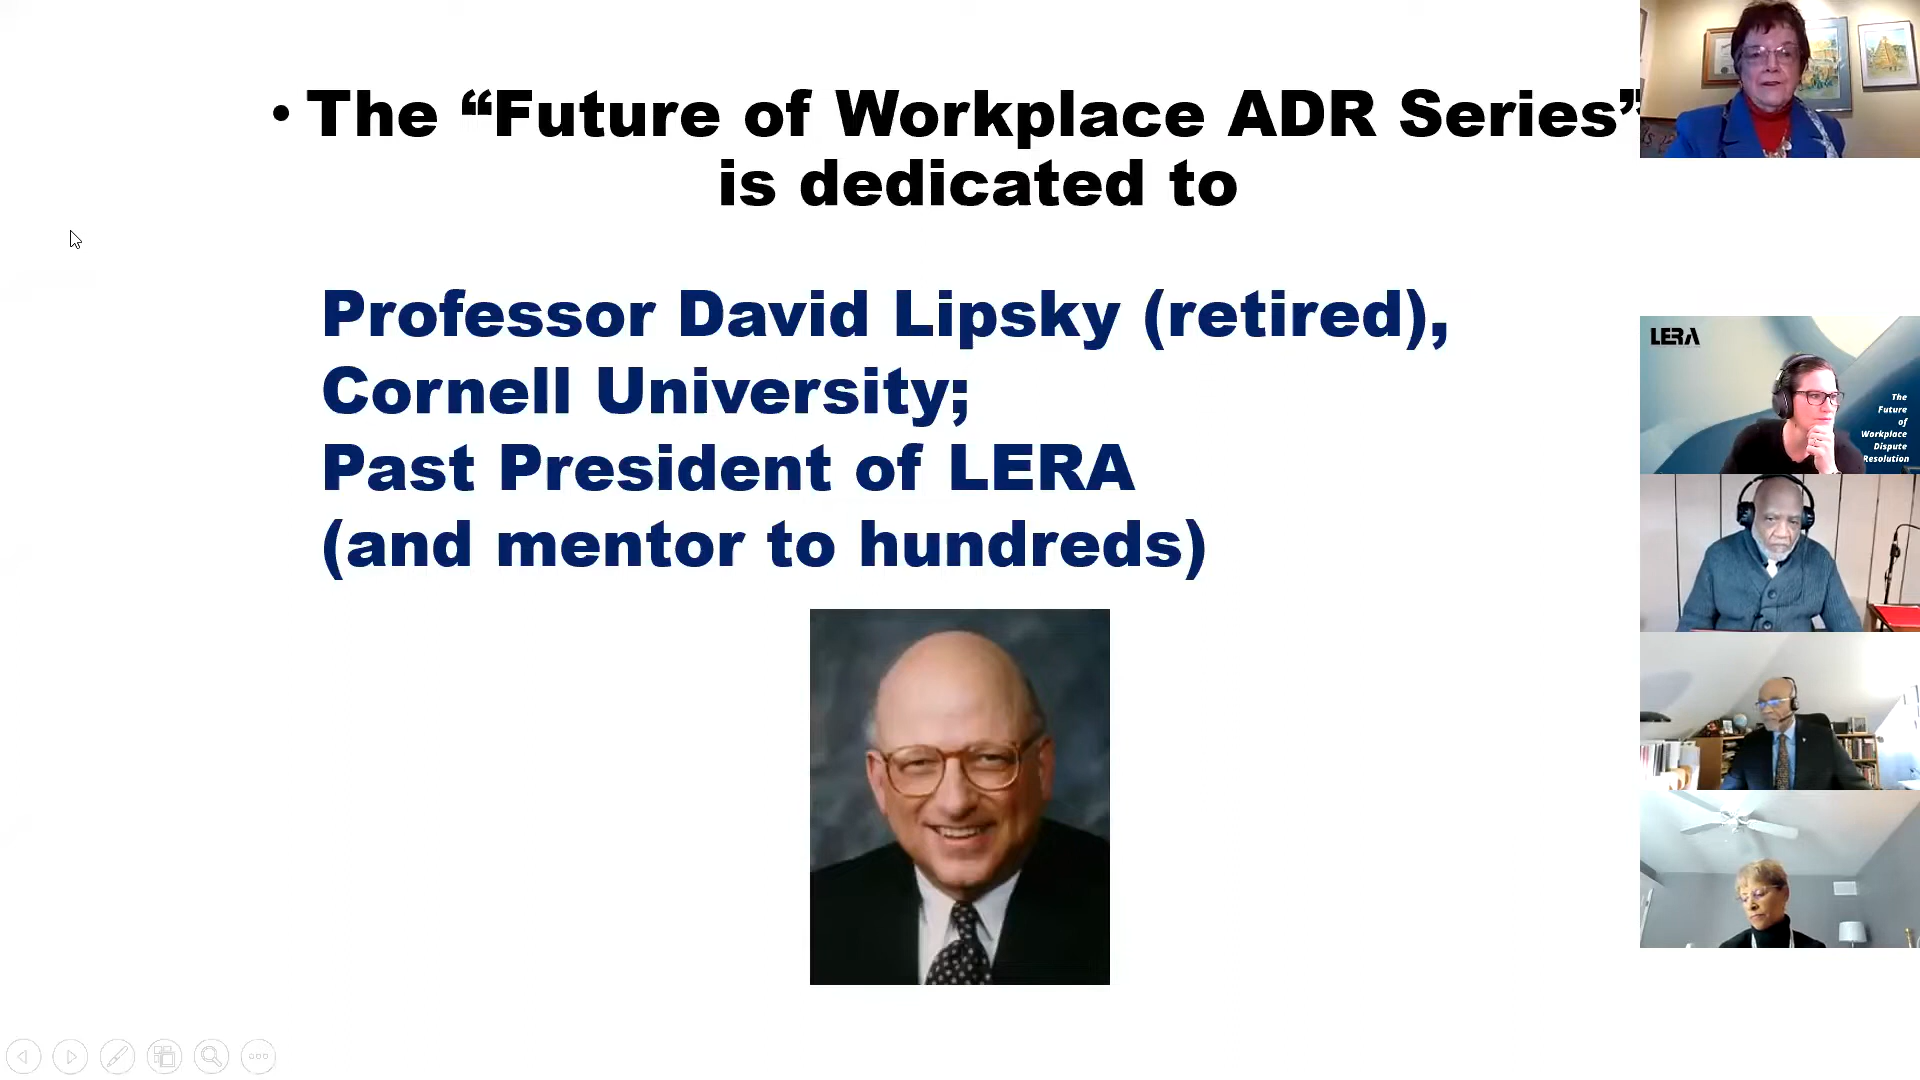 • The “Future of Workplace ADR Series”
is dedicated to
Professor David Lipsky (retired),
Cornell University;
Past President of LERA
(and mentor to hundreds)
LERA
The
Future
of
Workplace
Dispute
Resolution